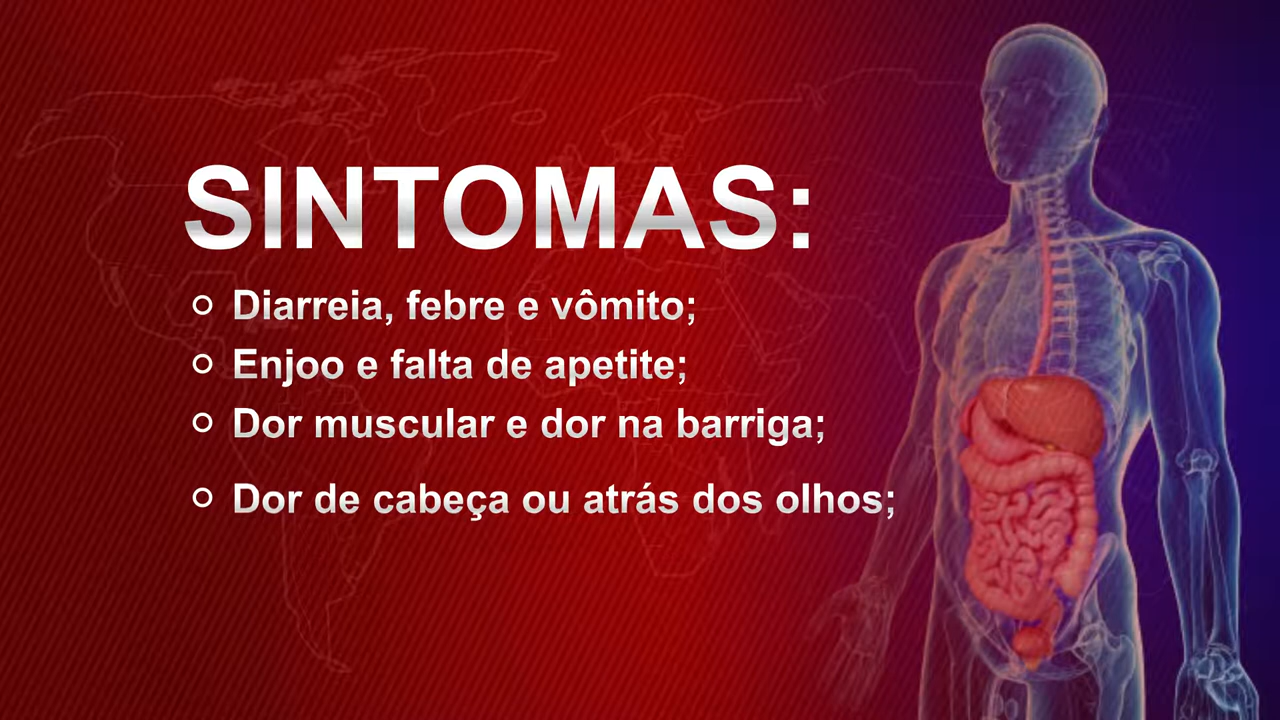 SINTOMAS:
Diarreia, febre e vômito;
Enjoo e falta de apetite;
Dor muscular e dor na barriga;
Dor de cabeça ou atrás dos olhos;